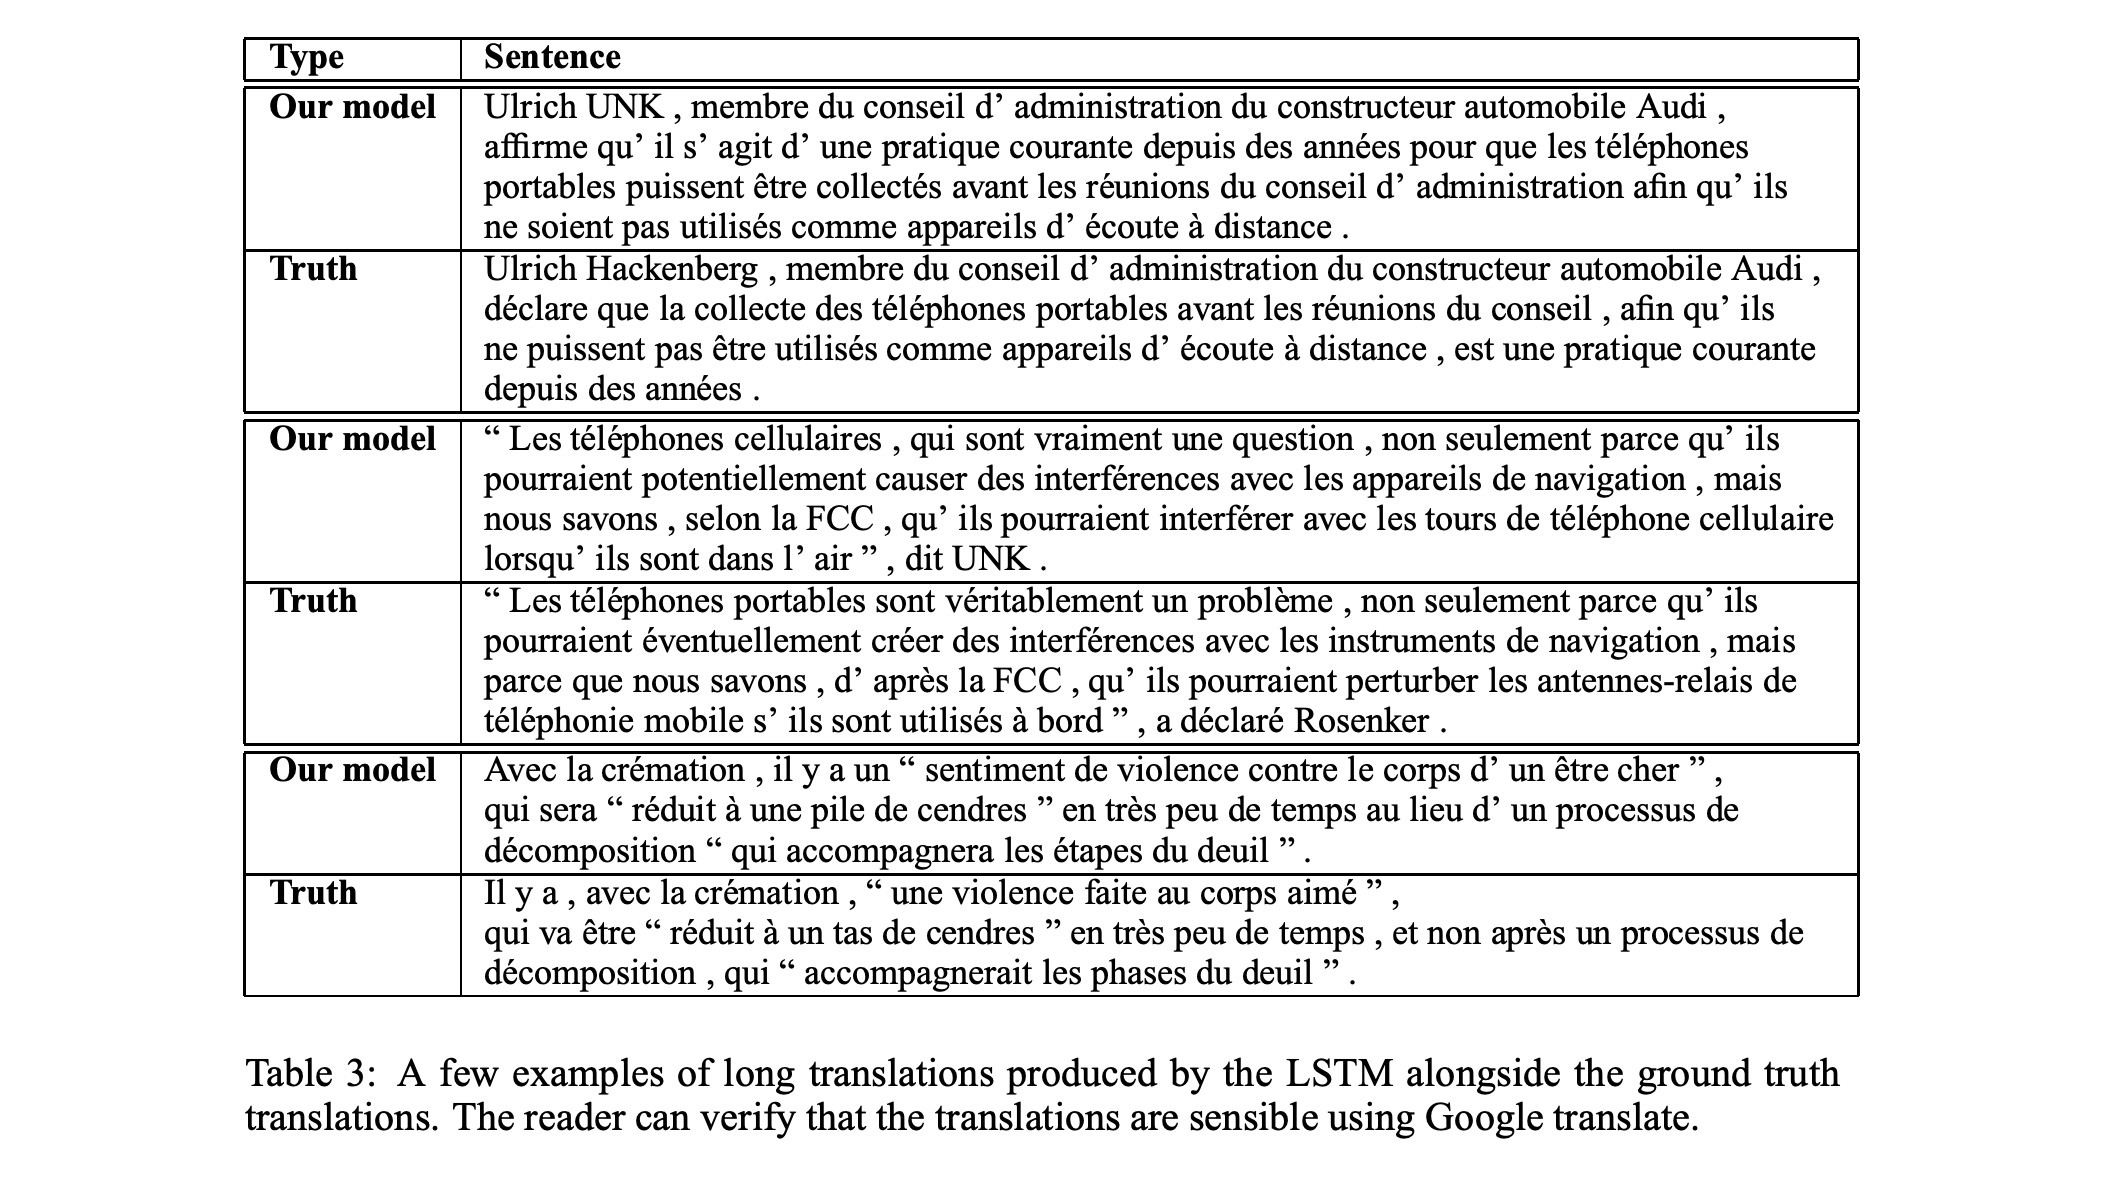 Type Sentence
Our model Ulrich UNK , membre du conseil d’ administration du constructeur automobile Audi ,
affirme qu’ il s’ agit d’ une pratique courante depuis des années pour que les téléphones
portables puissent être collectés avant les réunions du conseil d’ administration afin qu’ ils
ne soient pas utilisés comme appareils d’ écoute à distance .
Truth Ulrich Hackenberg , membre du conseil d’ administration du constructeur automobile Audi ,
déclare que la collecte des téléphones portables avant les réunions du conseil , afin qu’ ils
ne puissent pas être utilisés comme appareils d’ écoute à distance , est une pratique courante
depuis des années .
Our model “ Les téléphones cellulaires , qui sont vraiment une question , non seulement parce qu’ ils
pourraient potentiellement causer des interférences avec les appareils de navigation , mais
nous savons , selon la FCC , qu’ ils pourraient interférer avec les tours de téléphone cellulaire
lorsqu’ ils sont dans l’ air ” , dit UNK .
Truth “ Les téléphones portables sont véritablement un problème , non seulement parce qu’ ils
pourraient éventuellement créer des interférences avec les instruments de navigation , mais
parce que nous savons , d’ après la FCC , qu’ ils pourraient perturber les antennes-relais de
téléphonie mobile s’ ils sont utilisés à bord ” , a déclaré Rosenker .
Our model Avec la crémation , il y a un “ sentiment de violence contre le corps d’ un être cher ” ,
qui sera “ réduit à une pile de cendres ” en très peu de temps au lieu d’ un processus de
décomposition “ qui accompagnera les étapes du deuil ” .
Truth Il y a , avec la crémation , “ une violence faite au corps aimé ” ,
qui va être “ réduit à un tas de cendres ” en très peu de temps , et non après un processus de
décomposition , qui “ accompagnerait les phases du deuil ” .
Table 3: A few examples of long translations produced by the LSTM alongside the ground truth
translations. The reader can verify that the translations are sensible using Google translate.